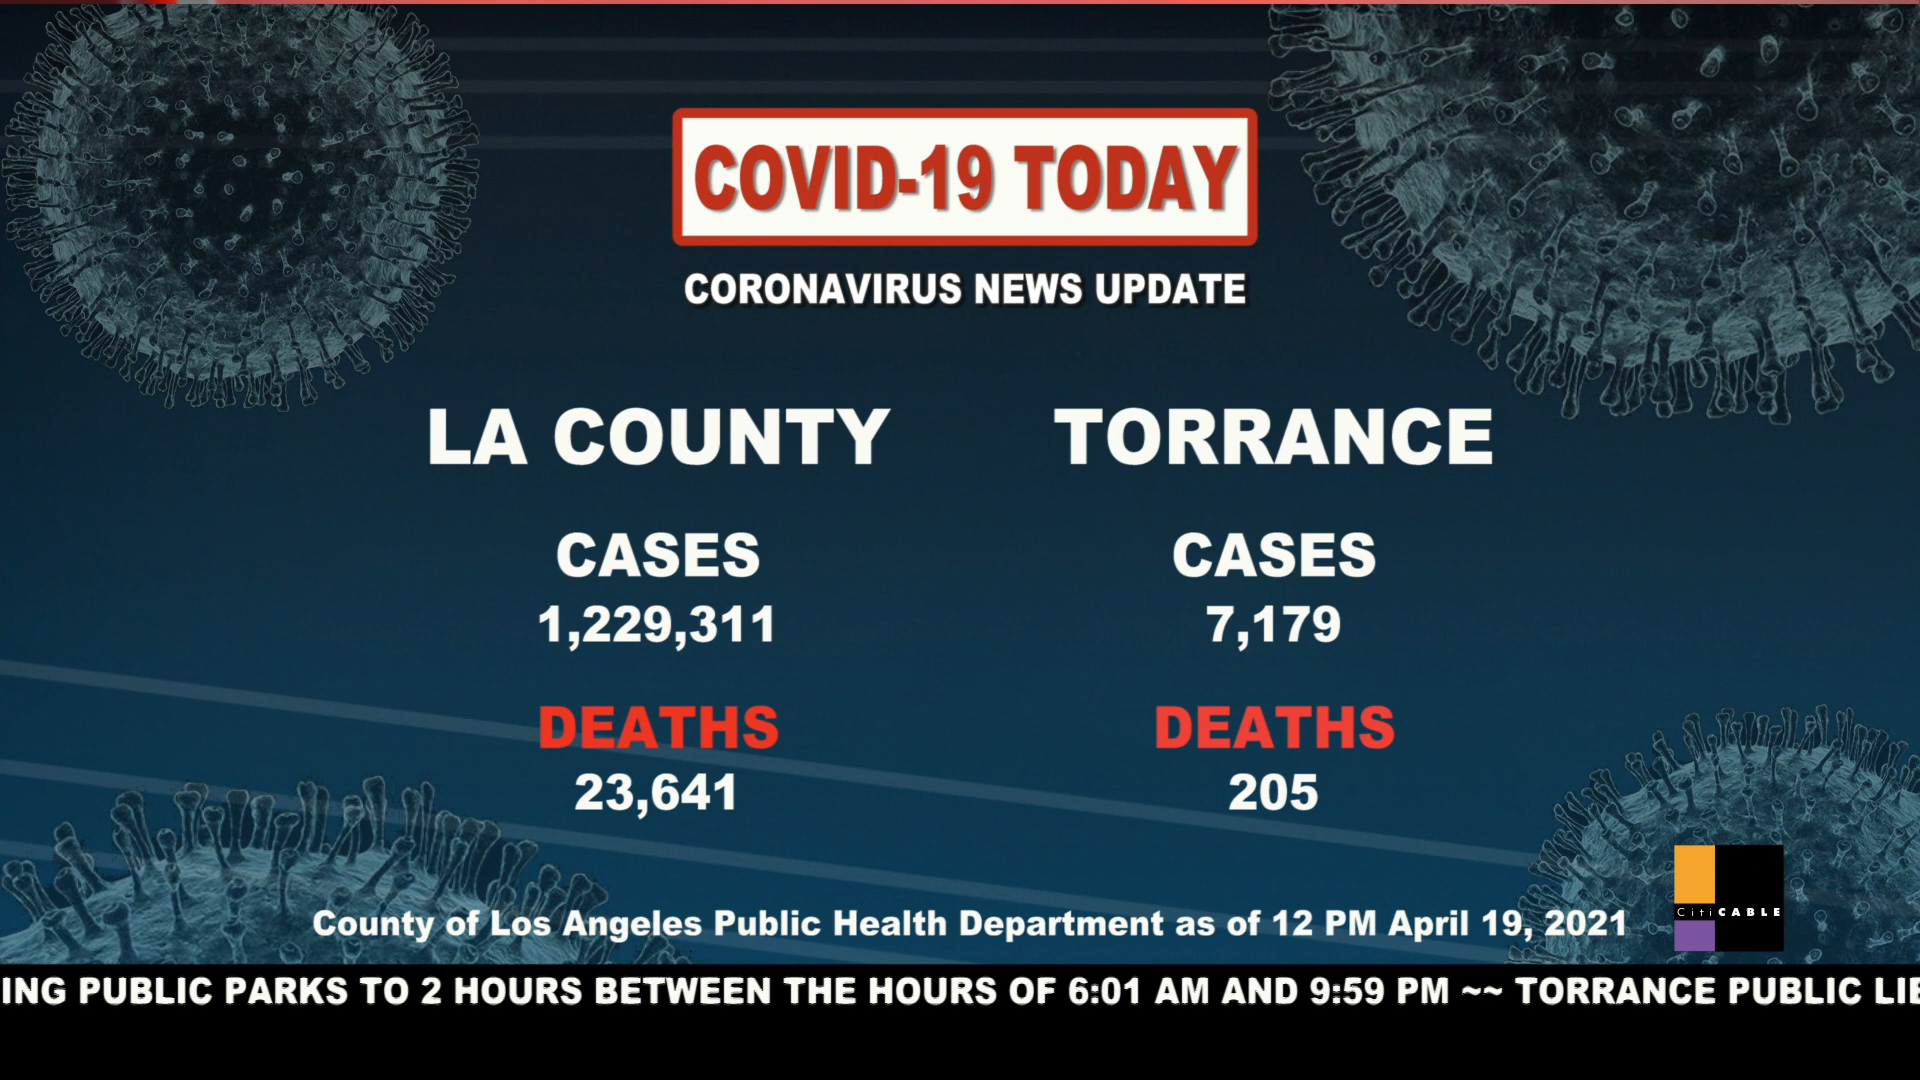 COVID-19 TODAY
CORONAVIRUS NEWS UPDATE
LA COUNTY
CASES
1,229,311
DEATHS
23,641
TORRANCE
CASES
7,179
DEATHS
205
County of Los Angeles Public Health Department as of 12 PM April 19, 2021
CitiCABLE
ING PUBLIC PARKS TO 2 HOURS BETWEEN THE HOURS OF 6:01 AM AND 9:59 PM ~~ TORRANCE PUBLIC